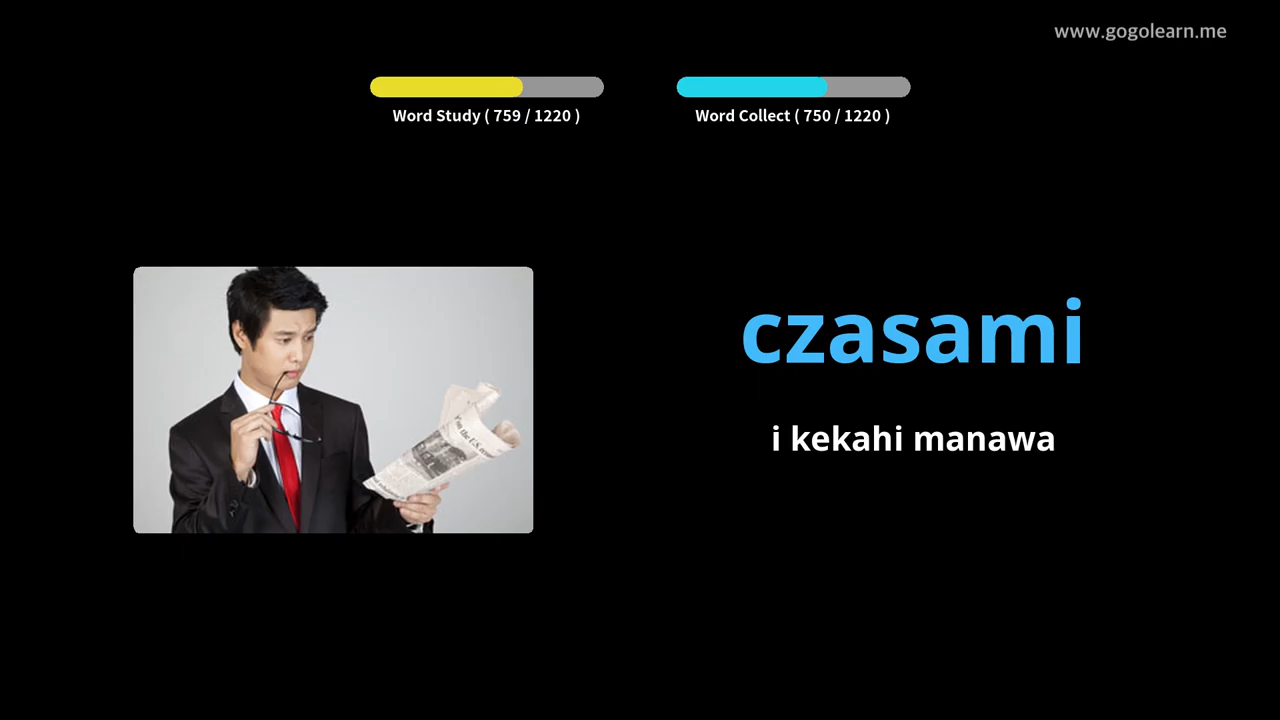 www.gogolearn.me
Word Study ( 759 / 1220 )
Word Collect ( 750 / 1220 )
czasami
i kekahi manawa